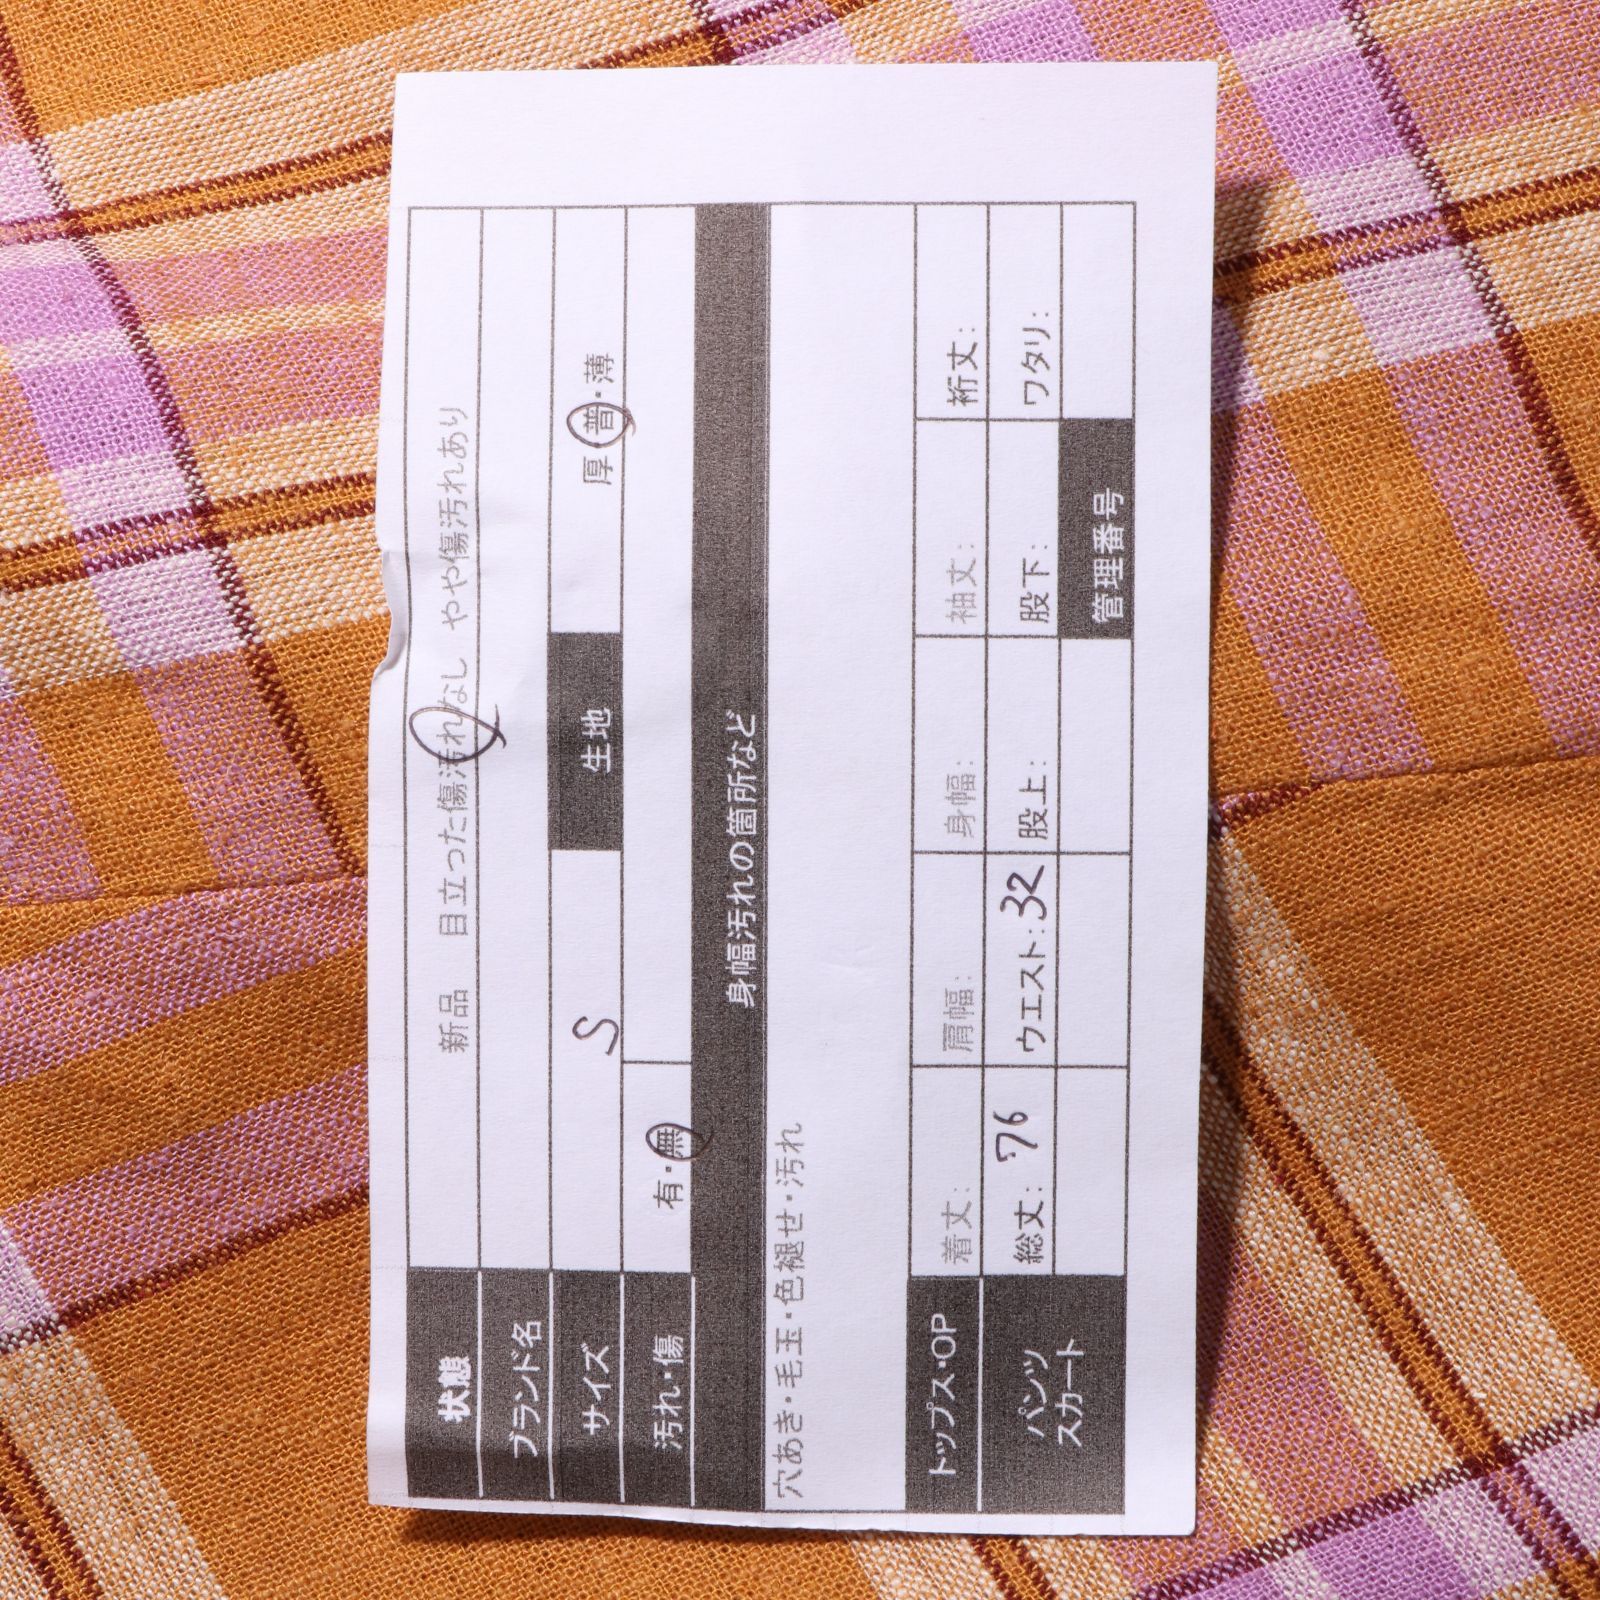 状態 新品 目立った傷汚れなし やや傷汚れあり
ブランド名
サイズ S 生地 厚・普・薄
汚れ・傷 有・無
身幅汚れの箇所など
穴あき・毛玉・色褪せ・汚れ
トップス・OP 着丈: 肩幅: 身幅: 袖丈: 裄丈:
パンツ 総丈: 76 ウエスト: 32 股上: 股下: ワタリ:
スカート 管理番号